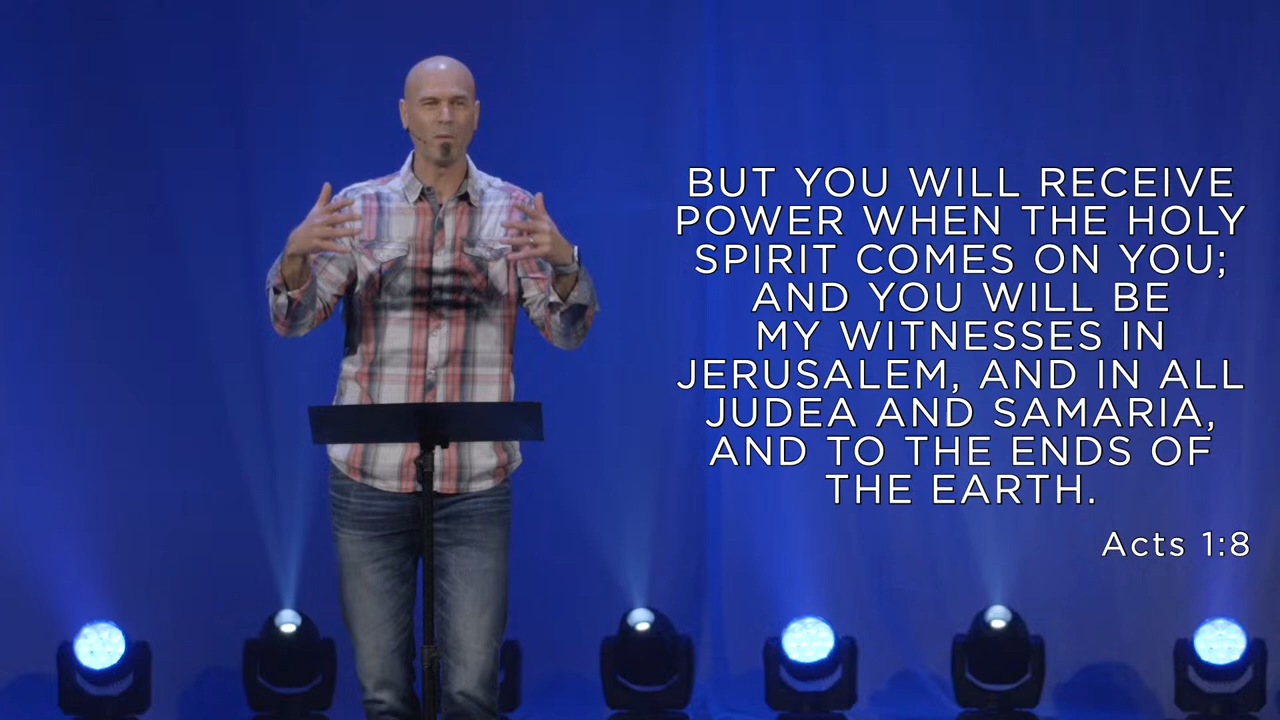 BUT YOU WILL RECEIVE
POWER WHEN THE HOLY
SPIRIT COMES ON YOU;
AND YOU WILL BE
MY WITNESSES IN
JERUSALEM, AND IN ALL
JUDEA AND SAMARIA,
AND TO THE ENDS OF
THE EARTH.
Acts 1:8